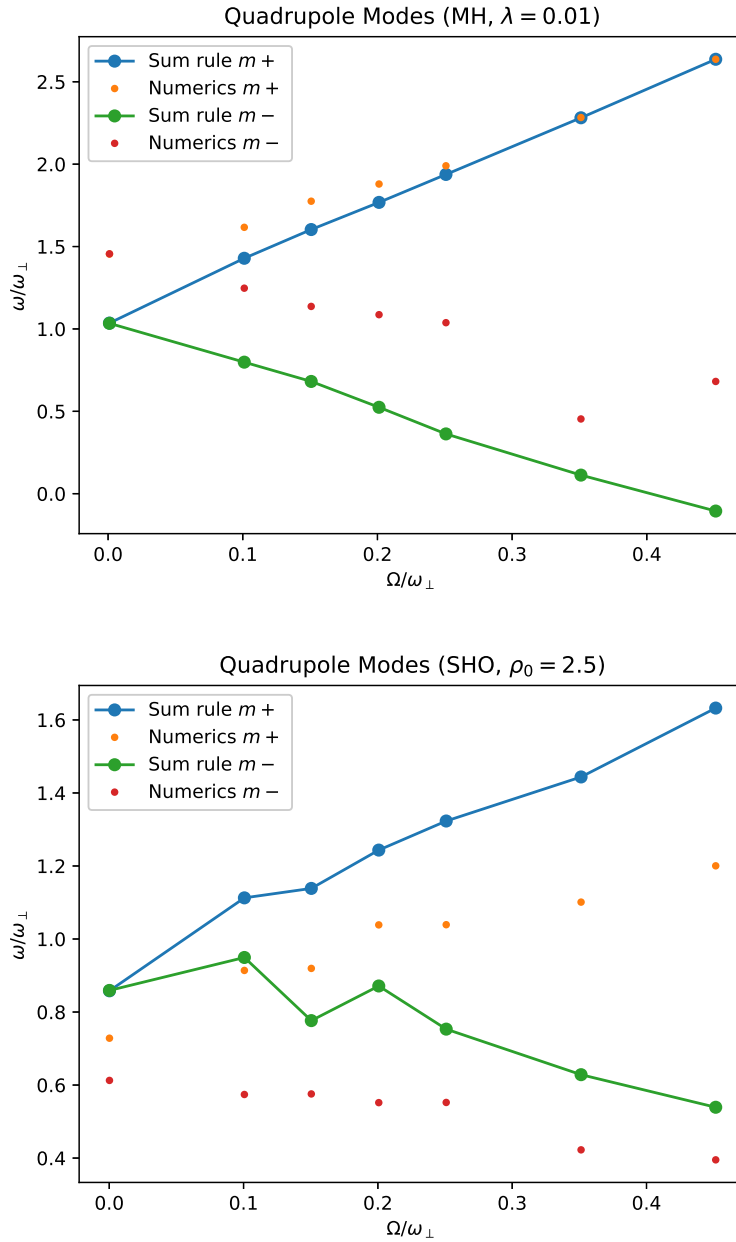 Quadrupole Modes (MH, λ = 0.01)
Sum rule m +
Numerics m +
Sum rule m −
Numerics m −
2.5
2.0
1.5
1.0
0.5
0.0
ω/ω⊥
0.0 0.1 0.2 0.3 0.4
Ω/ω⊥
Quadrupole Modes (SHO, ρ₀ = 2.5)
Sum rule m +
Numerics m +
Sum rule m −
Numerics m −
1.6
1.4
1.2
1.0
0.8
0.6
0.4
ω/ω⊥
0.0 0.1 0.2 0.3 0.4
Ω/ω⊥